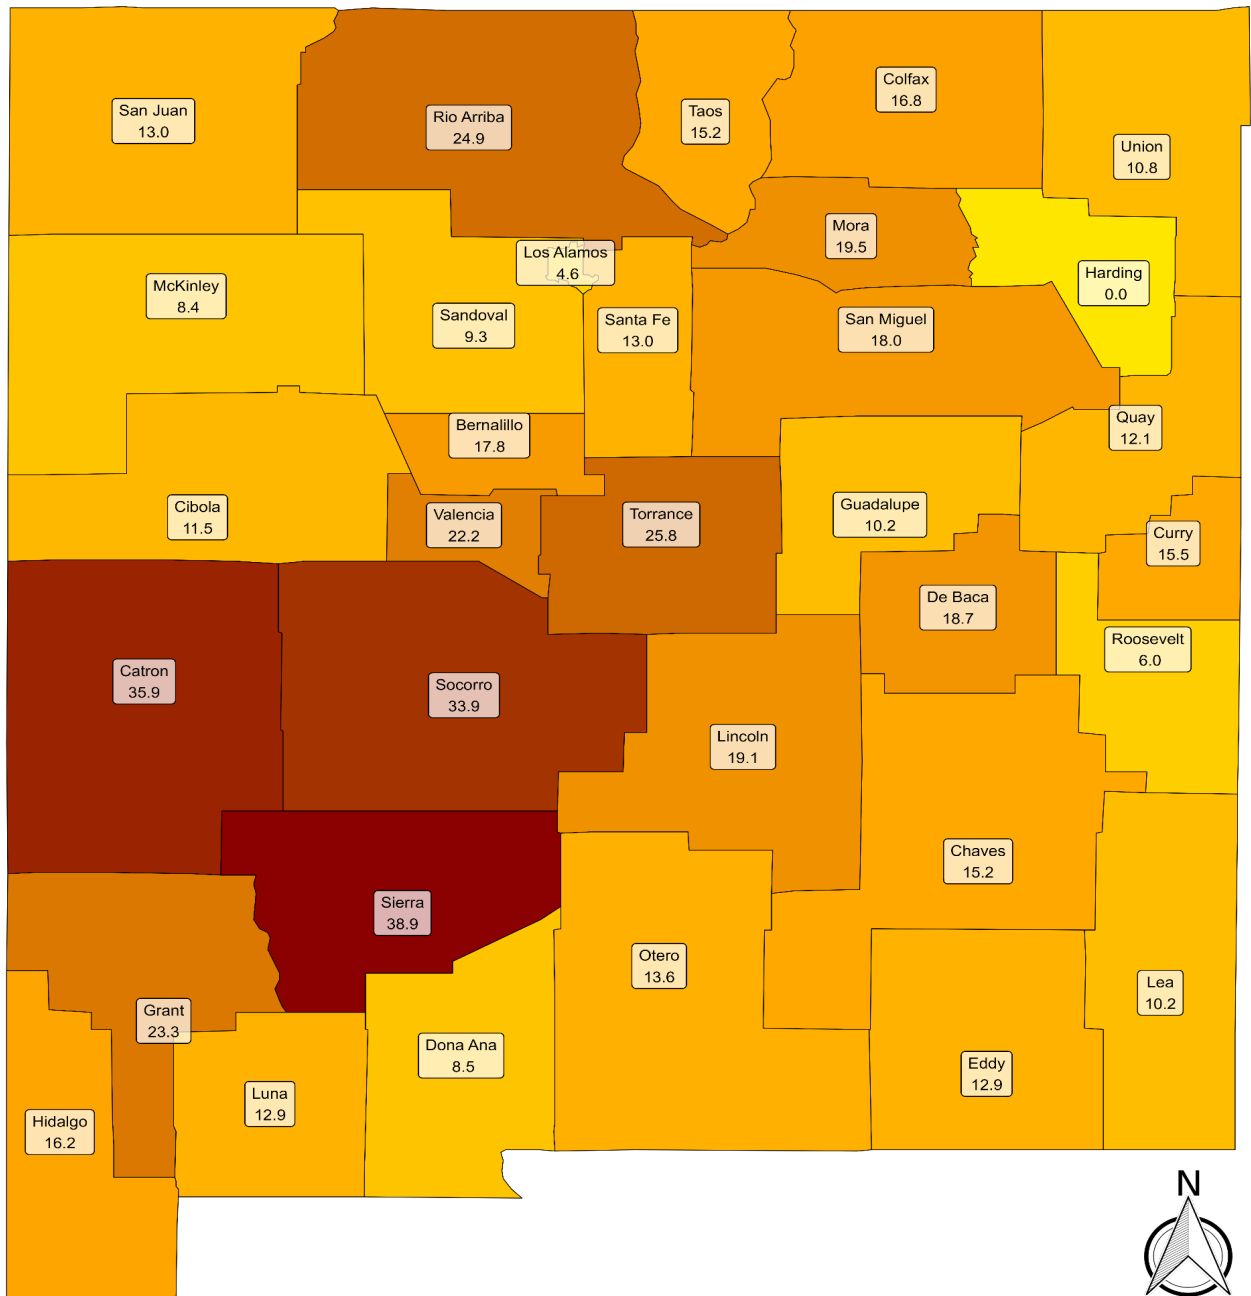 San Juan
13.0
Rio Arriba
24.9
Taos
15.2
Colfax
16.8
Union
10.8
Mora
19.5
Los Alamos
4.6
McKinley
8.4
Harding
0.0
Sandoval
9.3
Santa Fe
13.0
San Miguel
18.0
Bernalillo
17.8
Quay
12.1
Cibola
11.5
Valencia
22.2
Torrance
25.8
Guadalupe
10.2
Curry
15.5
De Baca
18.7
Roosevelt
6.0
Catron
35.9
Socorro
33.9
Lincoln
19.1
Chaves
15.2
Sierra
38.9
Otero
13.6
Lea
10.2
Grant
23.3
Dona Ana
8.5
Eddy
12.9
Luna
12.9
Hidalgo
16.2
N